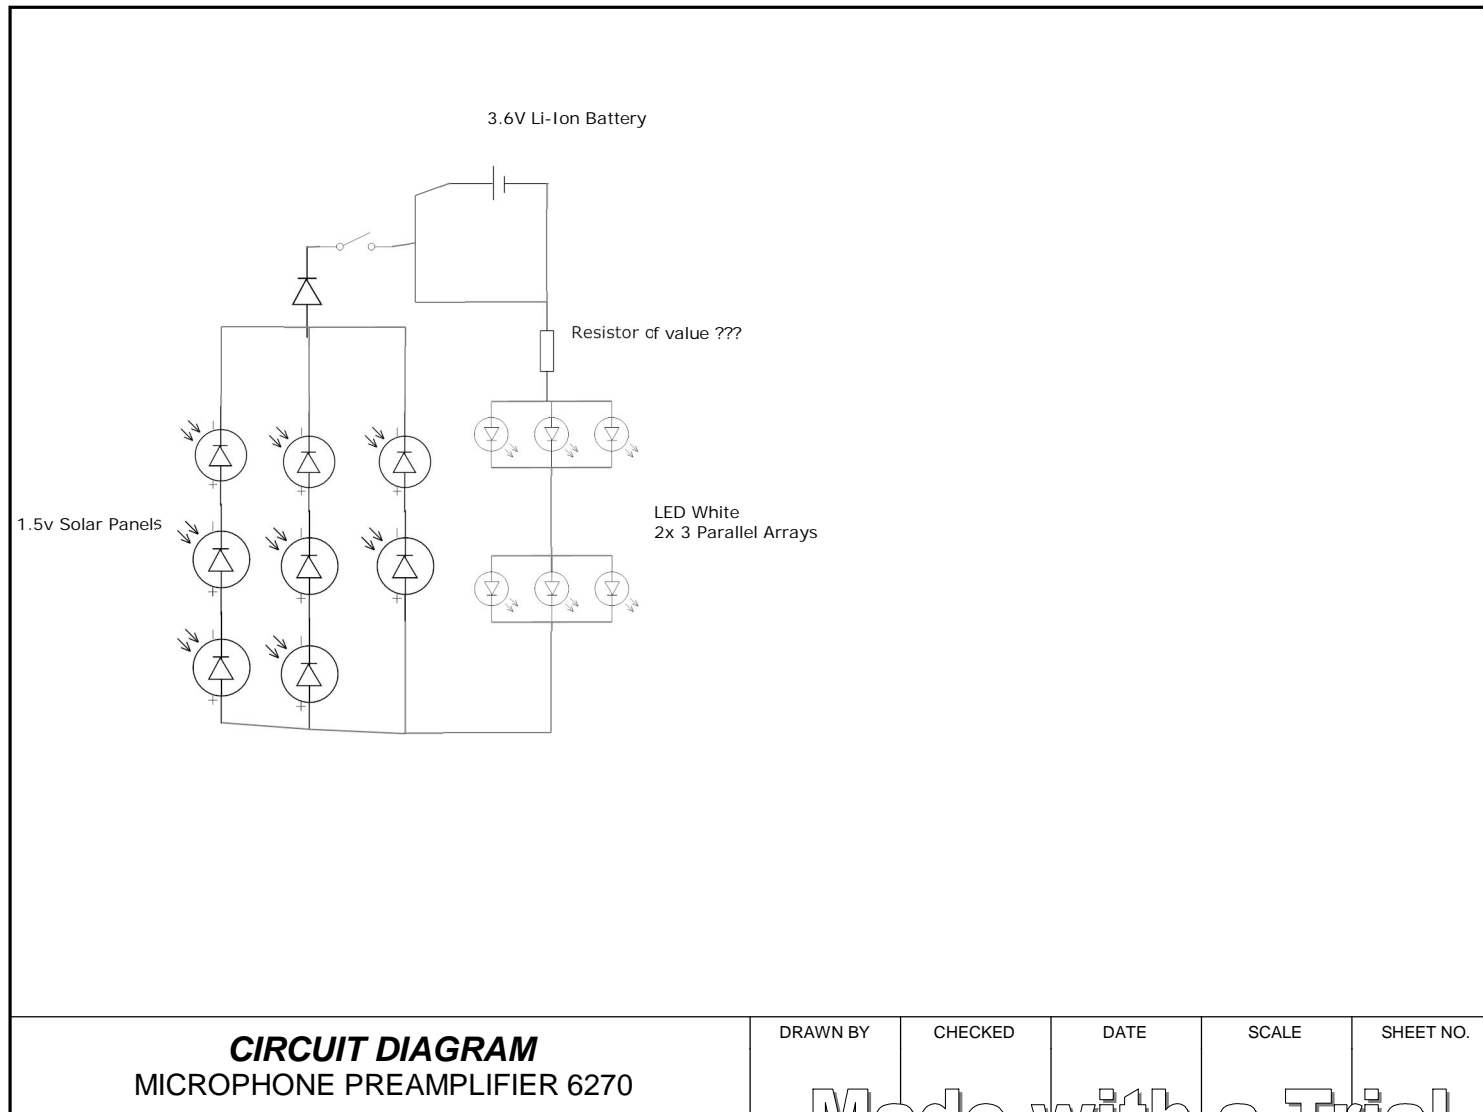 3.6V Li-Ion Battery
Resistor of value ???
1.5v Solar Panels
LED White
2x 3 Parallel Arrays
CIRCUIT DIAGRAM
MICROPHONE PREAMPLIFIER 6270
DRAWN BY
CHECKED
DATE
SCALE
SHEET NO.
Made with a Trial